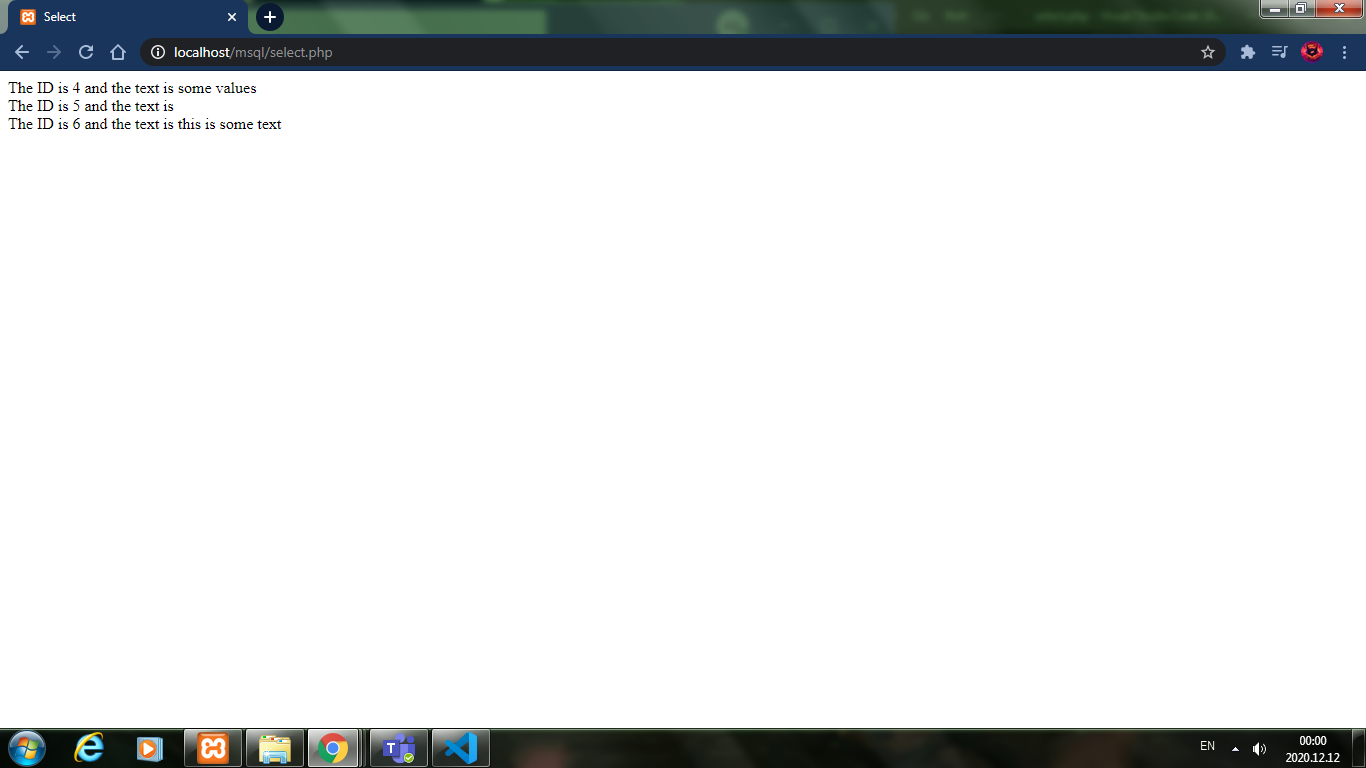 Select
localhost/msql/select.php
The ID is 4 and the text is some values
The ID is 5 and the text is
The ID is 6 and the text is this is some text
EN
00:00
2020.12.12